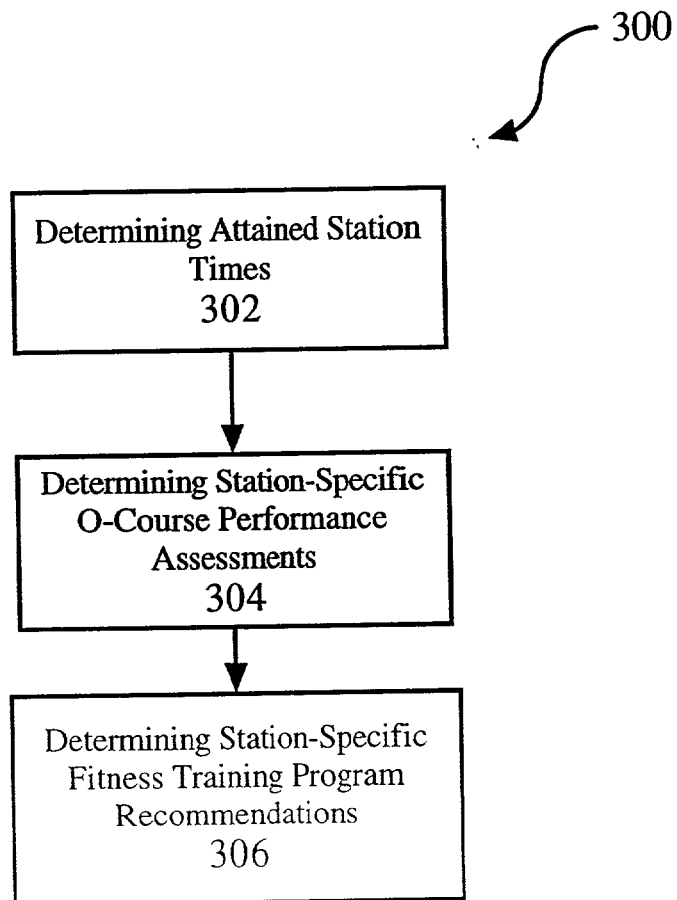 300
Determining Attained Station
Times
302
Determining Station-Specific
O-Course Performance
Assessments
304
Determining Station-Specific
Fitness Training Program
Recommendations
306